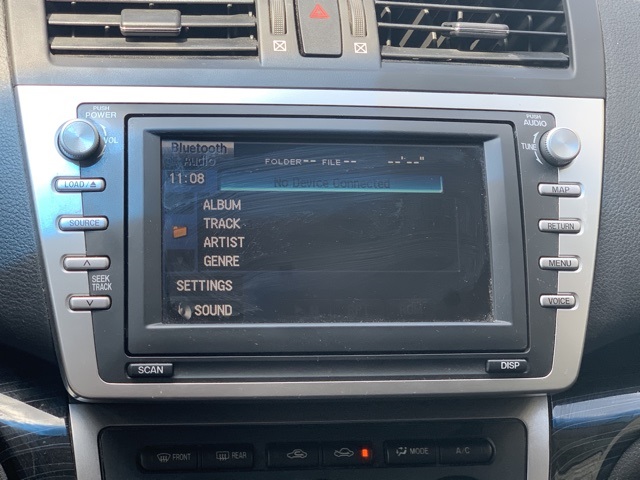 PUSH
POWER
VOL
LOAD/
SOURCE
SEEK
TRACK
SCAN
Bluetooth
Audio
FOLDER-- FILE-- --'--"
11:08
No Device Connected
ALBUM
TRACK
ARTIST
GENRE
SETTINGS
SOUND
PUSH
AUDIO
TUNE
MAP
RETURN
MENU
VOICE
DISP
FRONT
REAR
MODE
A/C